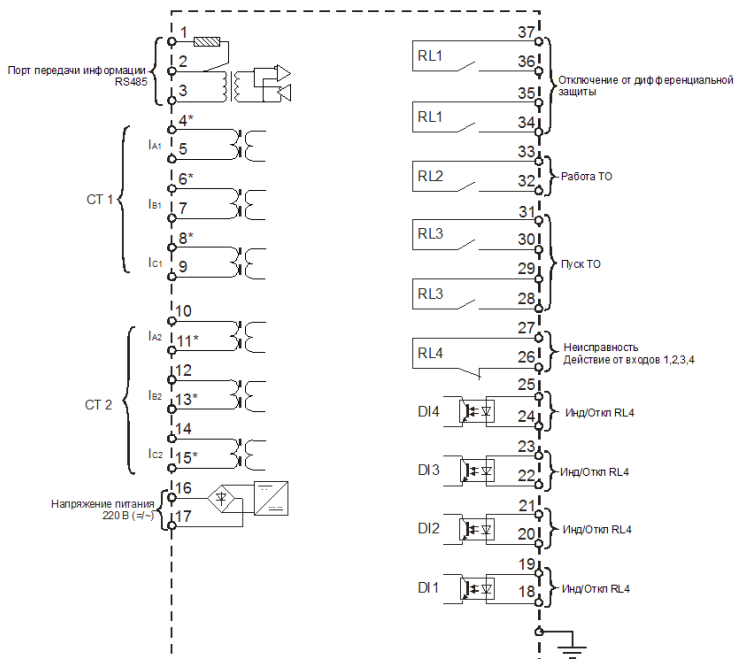 1
2
3
Порт передачи информации
RS485
4*
5
6*
7
8*
9
IA1
IB1
IC1
СТ 1
10
11*
12
13*
14
15*
IA2
IB2
IC2
СТ 2
16
17
Напряжение питания
220 В (=/~)
37
36
35
34
RL1
RL1
Отключение от дифференциальной
защиты
33
32
RL2
Работа ТО
31
30
29
28
RL3
RL3
Пуск ТО
27
26
RL4
Неисправность
Действие от входов 1,2,3,4
25
24
DI4
Инд/Откл RL4
23
22
DI3
Инд/Откл RL4
21
20
DI2
Инд/Откл RL4
19
18
DI1
Инд/Откл RL4